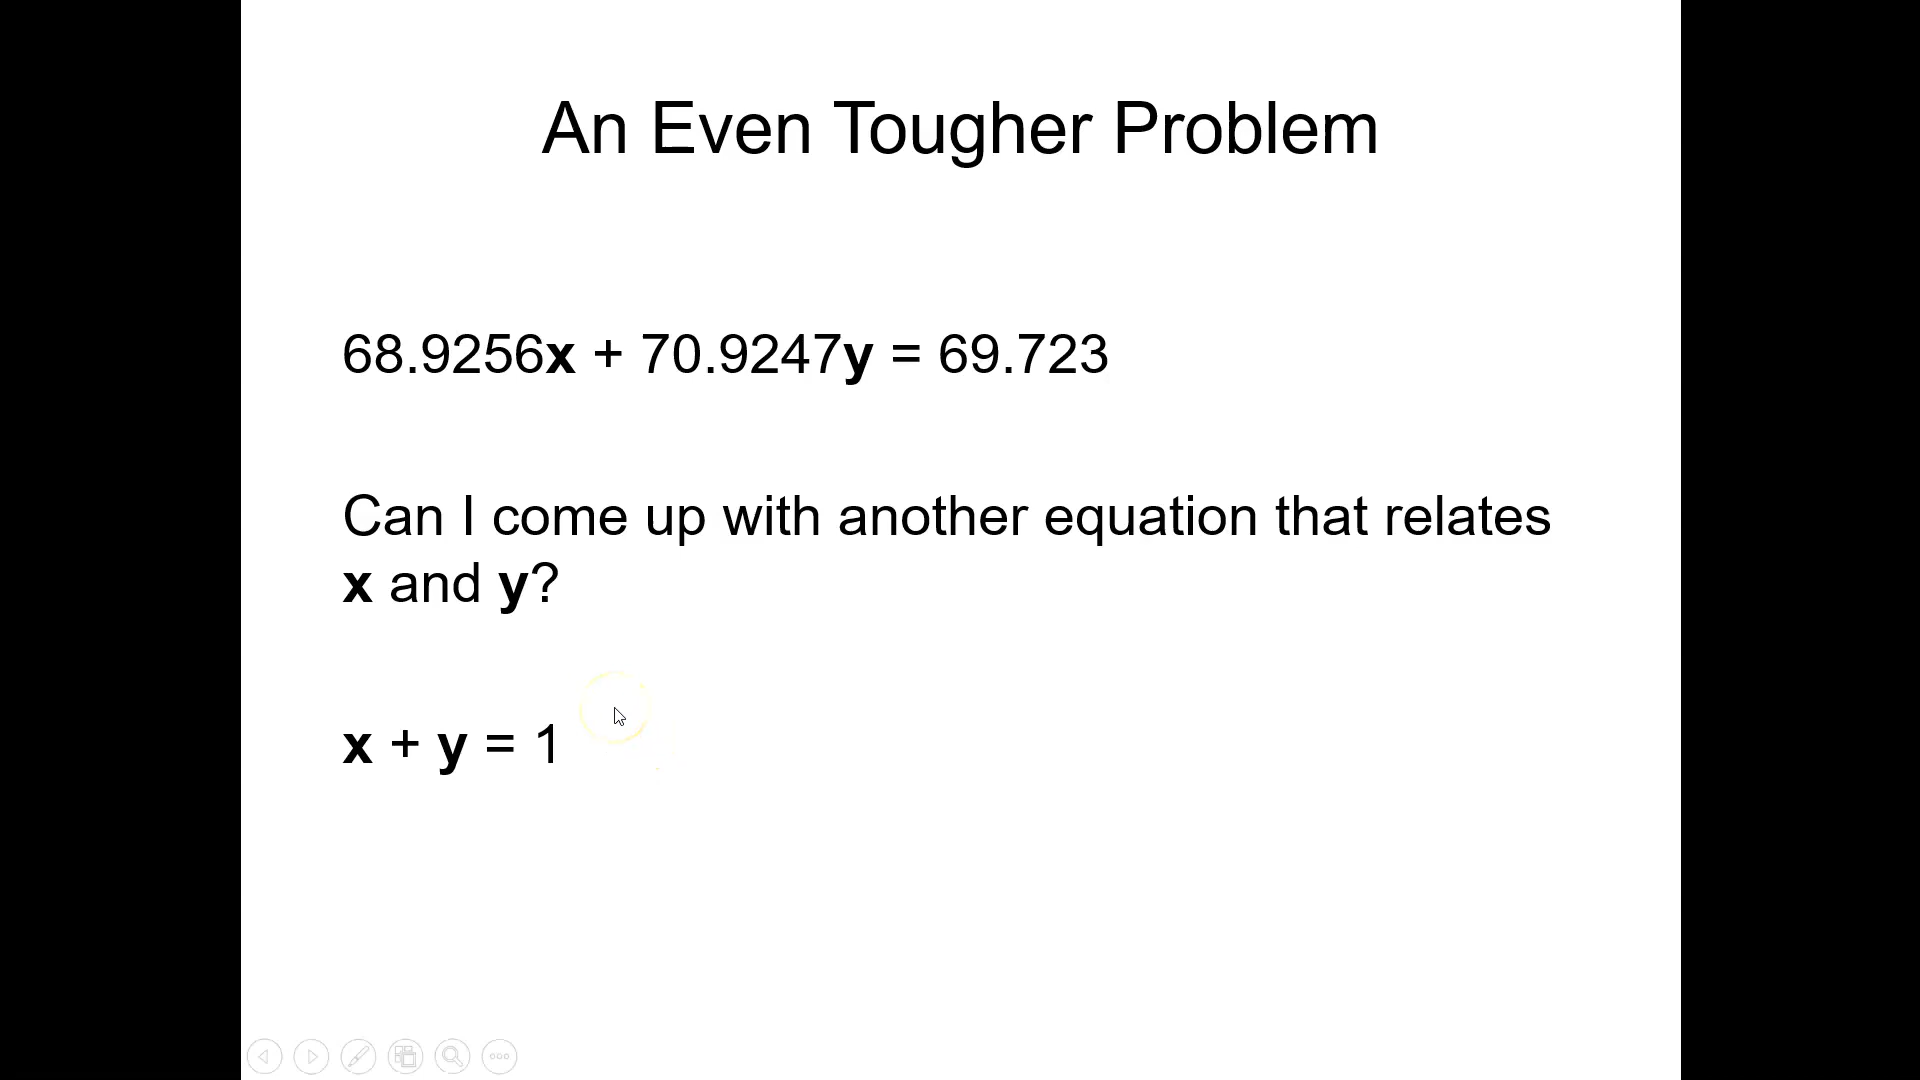 An Even Tougher Problem
68.9256x + 70.9247y = 69.723
Can I come up with another equation that relates
x and y?
x + y = 1